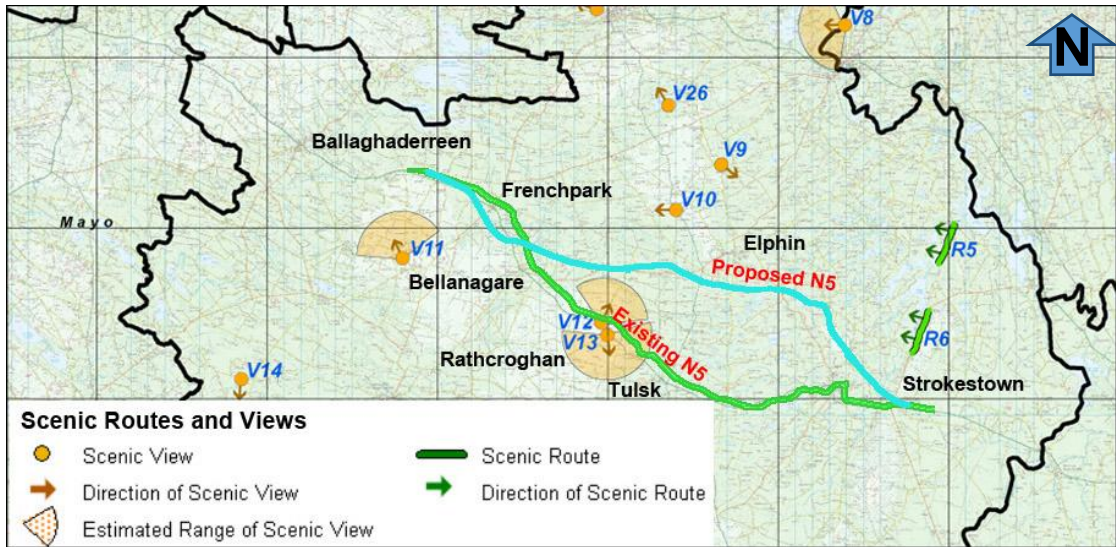 V8
N
V26
Ballaghaderreen
V9
Frenchpark
V10
Mayo
Elphin
V11
R5
Proposed N5
Bellanagare
V12
Existing N5
V13
R6
Rathcroghan
V14
Tulsk
Strokestown
Scenic Routes and Views
Scenic View
Scenic Route
Direction of Scenic View
Direction of Scenic Route
Estimated Range of Scenic View